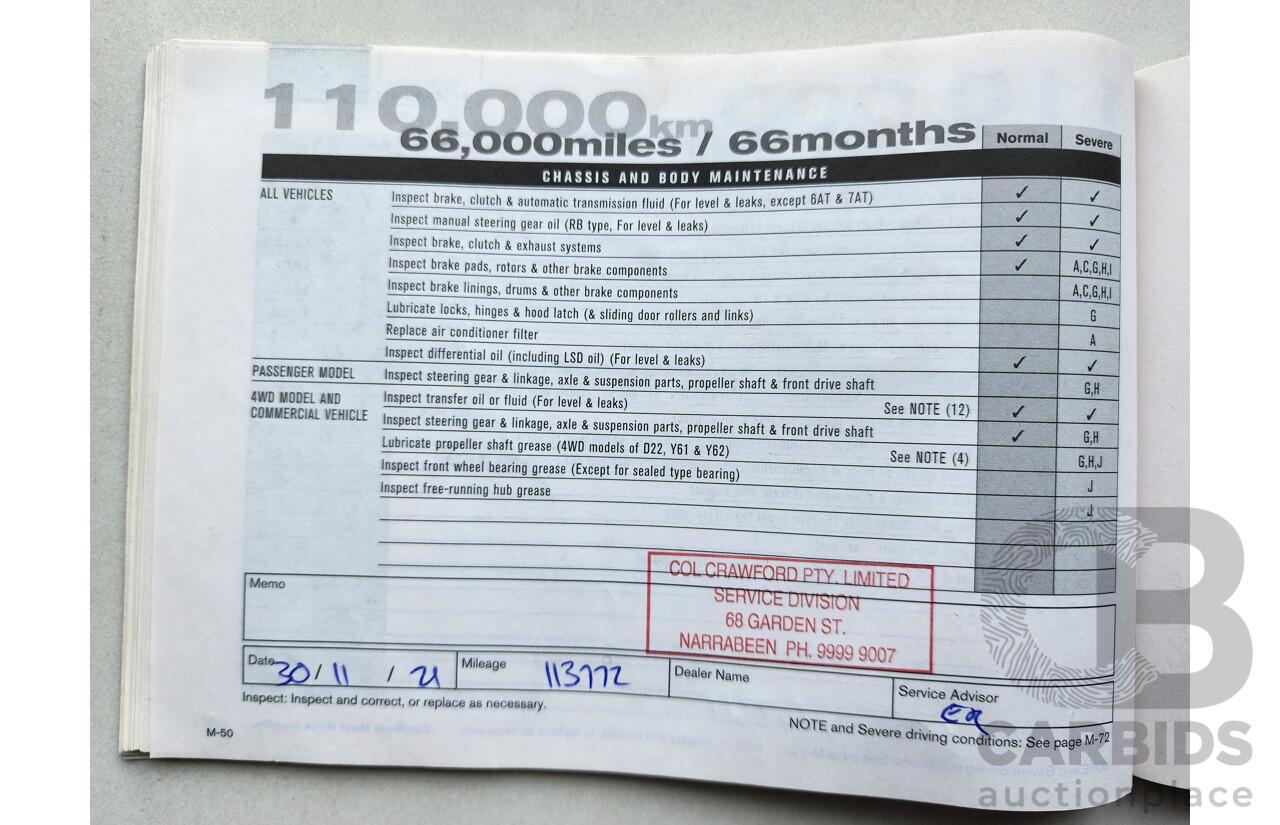 110,000km
66,000miles / 66months
Normal Severe
CHASSIS AND BODY MAINTENANCE
ALL VEHICLES Inspect brake, clutch & automatic transmission fluid (For level & leaks, except 6AT & 7AT) ✓ ✓
Inspect manual steering gear oil (RB type, For level & leaks) ✓ ✓
Inspect brake, clutch & exhaust systems ✓ ✓
Inspect brake pads, rotors & other brake components ✓ A,C,G,H,I
Inspect brake linings, drums & other brake components A,C,G,H,I
Lubricate locks, hinges & hood latch (& sliding door rollers and links) G
Replace air conditioner filter A
Inspect differential oil (including LSD oil) (For level & leaks) ✓ ✓
PASSENGER MODEL Inspect steering gear & linkage, axle & suspension parts, propeller shaft & front drive shaft G,H
4WD MODEL AND Inspect transfer oil or fluid (For level & leaks) See NOTE (12) ✓ ✓
COMMERCIAL VEHICLE Inspect steering gear & linkage, axle & suspension parts, propeller shaft & front drive shaft ✓ G,H
Lubricate propeller shaft grease (4WD models of D22, Y61 & Y62) See NOTE (4) G,H,J
Inspect front wheel bearing grease (Except for sealed type bearing) J
Inspect free-running hub grease J
COL CRAWFORD PTY. LIMITED
SERVICE DIVISION
68 GARDEN ST.
NARRABEEN PH. 9999 9007
Memo
Date 30/11/21 Mileage 113772 Dealer Name Service Advisor
Inspect: Inspect and correct, or replace as necessary.
NOTE and Severe driving conditions: See page M-72
M-50
CARBIDS
auctionplace